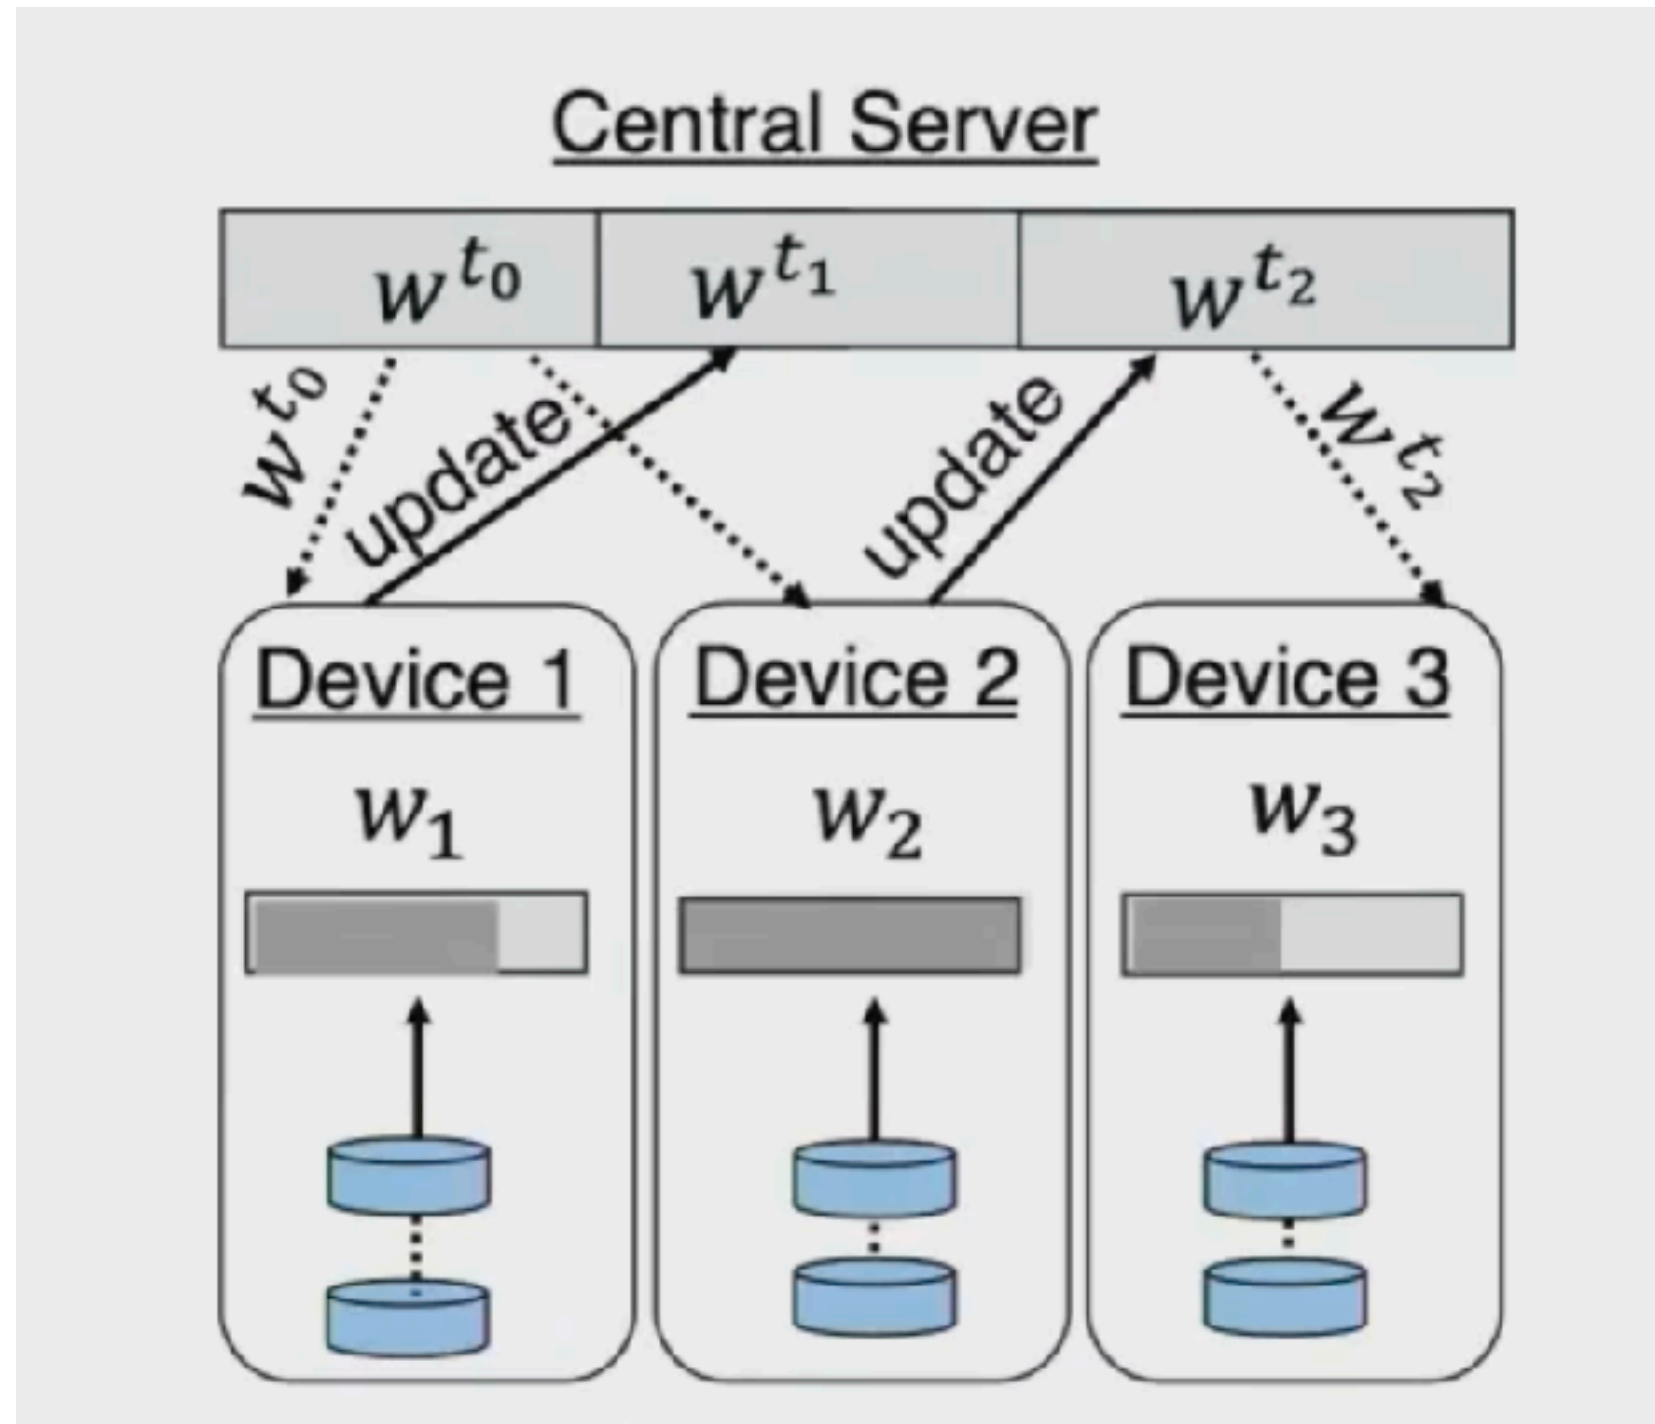 Central Server
w^{t_0} w^{t_1} w^{t_2}
w^{t_0} update update w^{t_2}
Device 1 Device 2 Device 3
w_1 w_2 w_3